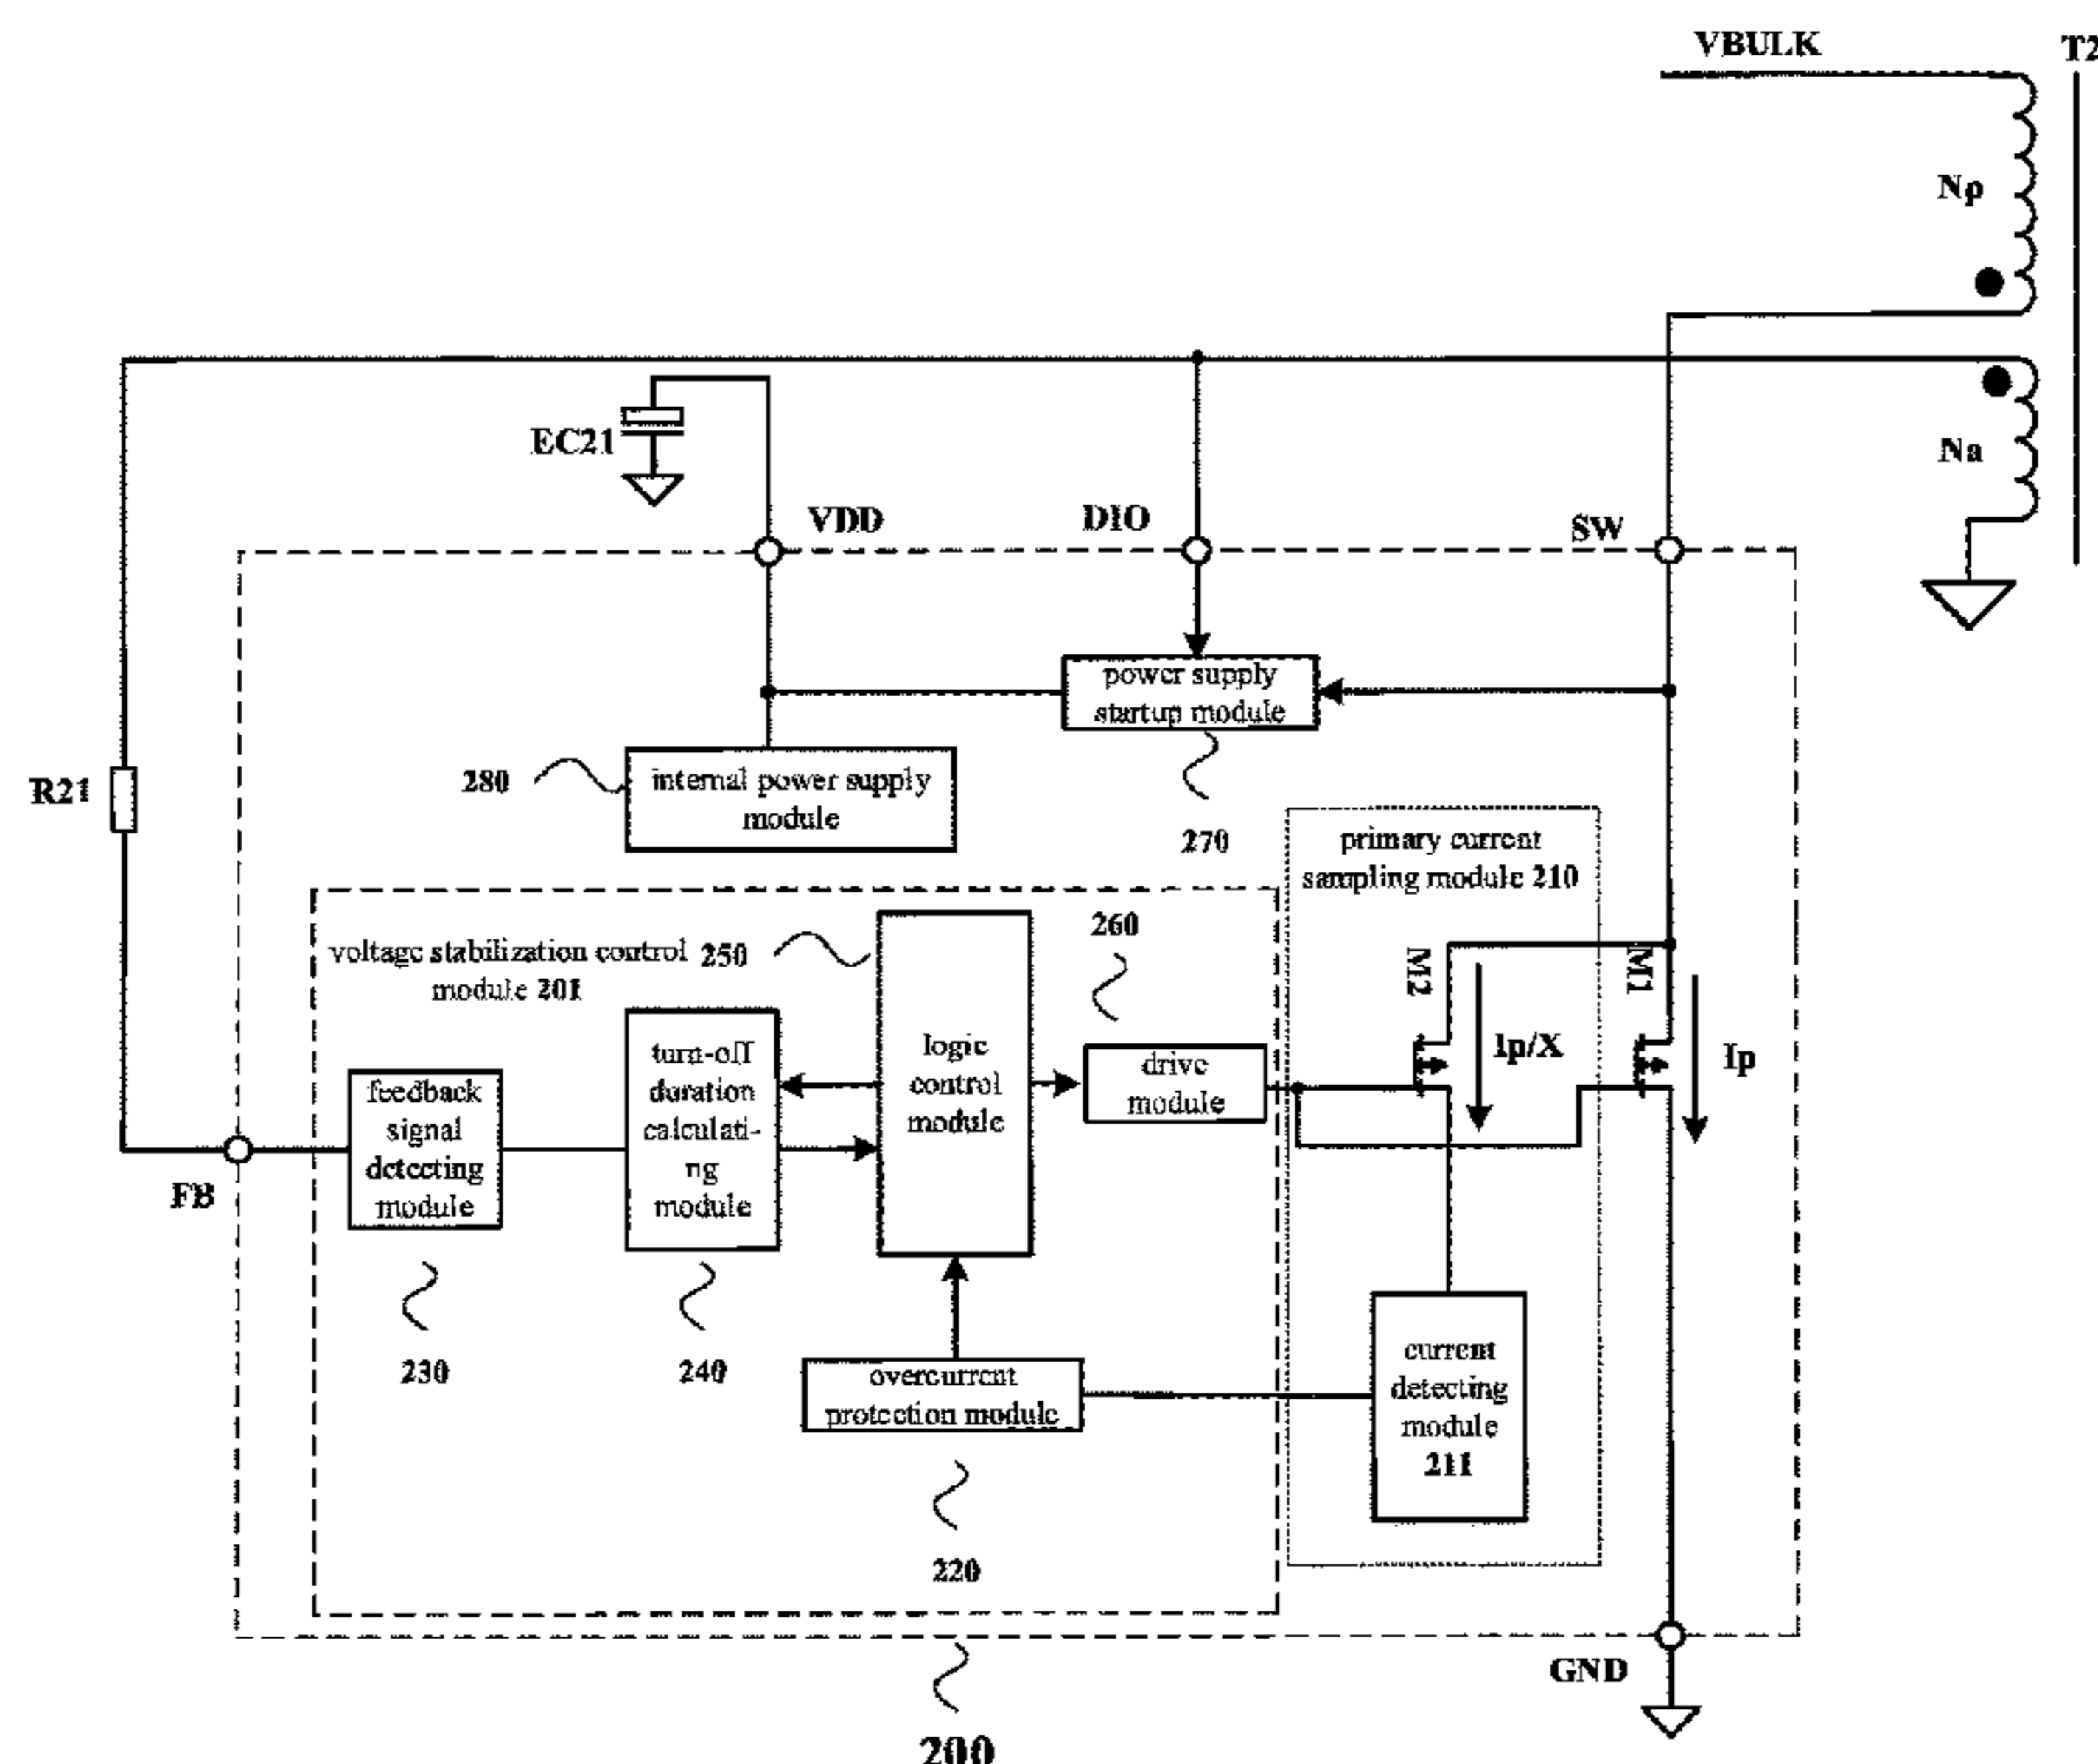 VBULK
T2
Np
EC21
Na
VDD
DIO
SW
power supply
startup module
R21
280
internal power supply
module
270
primary current
sampling module 210
260
voltage stabilization control
module 201
250
M2
M1
turn-off
duration
calculati-
ng
module
logic
control
module
Ip/X
Ip
drive
module
feedback
signal
detecting
module
FB
230
240
overcurrent
protection module
current
detecting
module
211
220
GND
200